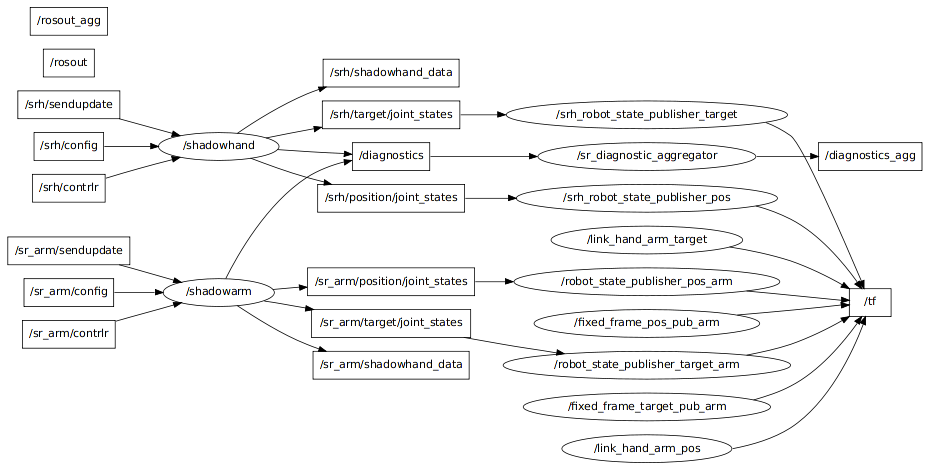 /rosout_agg
/rosout
/srh/sendupdate
/srh/config
/srh/contrlr
/sr_arm/sendupdate
/sr_arm/config
/sr_arm/contrlr
/shadowhand
/shadowarm
/srh/shadowhand_data
/srh/target/joint_states
/diagnostics
/srh/position/joint_states
/sr_arm/position/joint_states
/sr_arm/target/joint_states
/sr_arm/shadowhand_data
/srh_robot_state_publisher_target
/sr_diagnostic_aggregator
/srh_robot_state_publisher_pos
/link_hand_arm_target
/robot_state_publisher_pos_arm
/fixed_frame_pos_pub_arm
/robot_state_publisher_target_arm
/fixed_frame_target_pub_arm
/link_hand_arm_pos
/diagnostics_agg
/tf